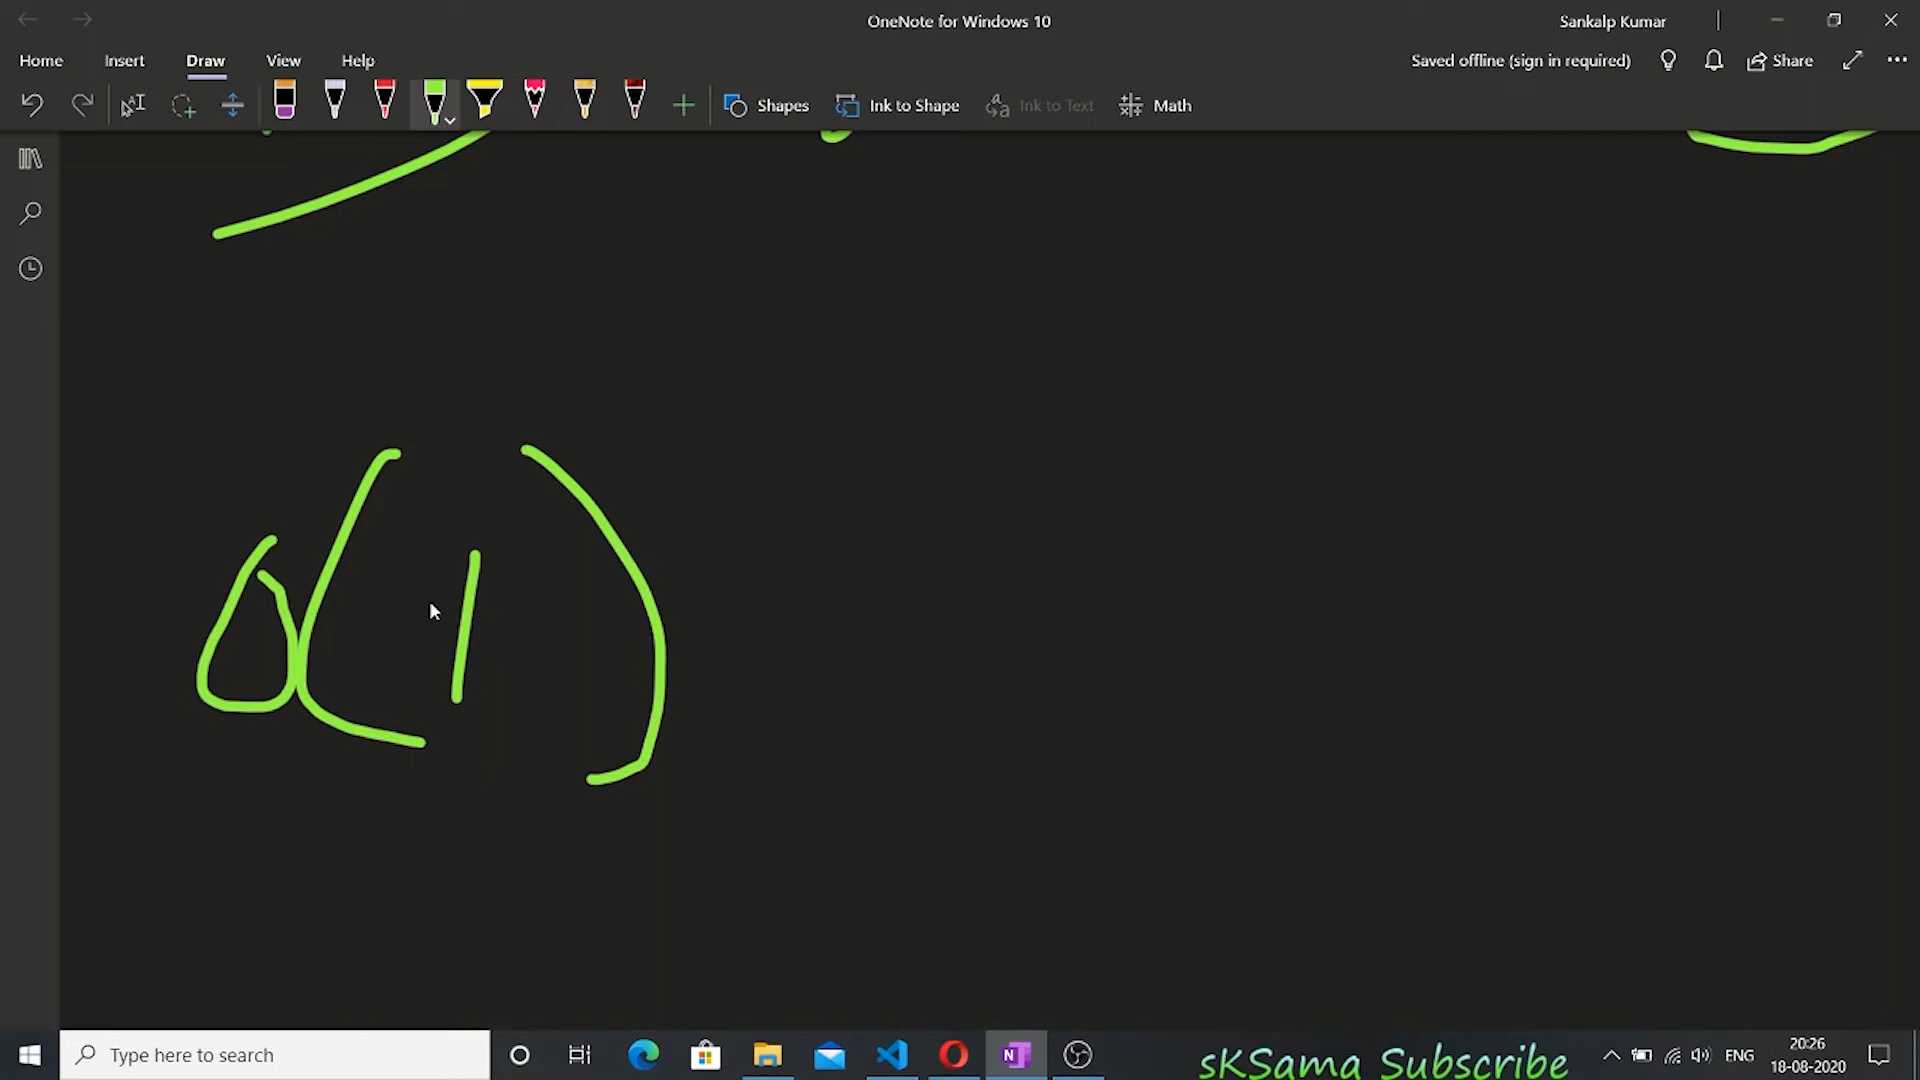 OneNote for Windows 10
Sankalp Kumar
Home Insert Draw View Help
Saved offline (sign in required) Share
Shapes Ink to Shape Ink to Text Math
O(1)
Type here to search
sKSama Subscribe
ENG
20:26
18-08-2020